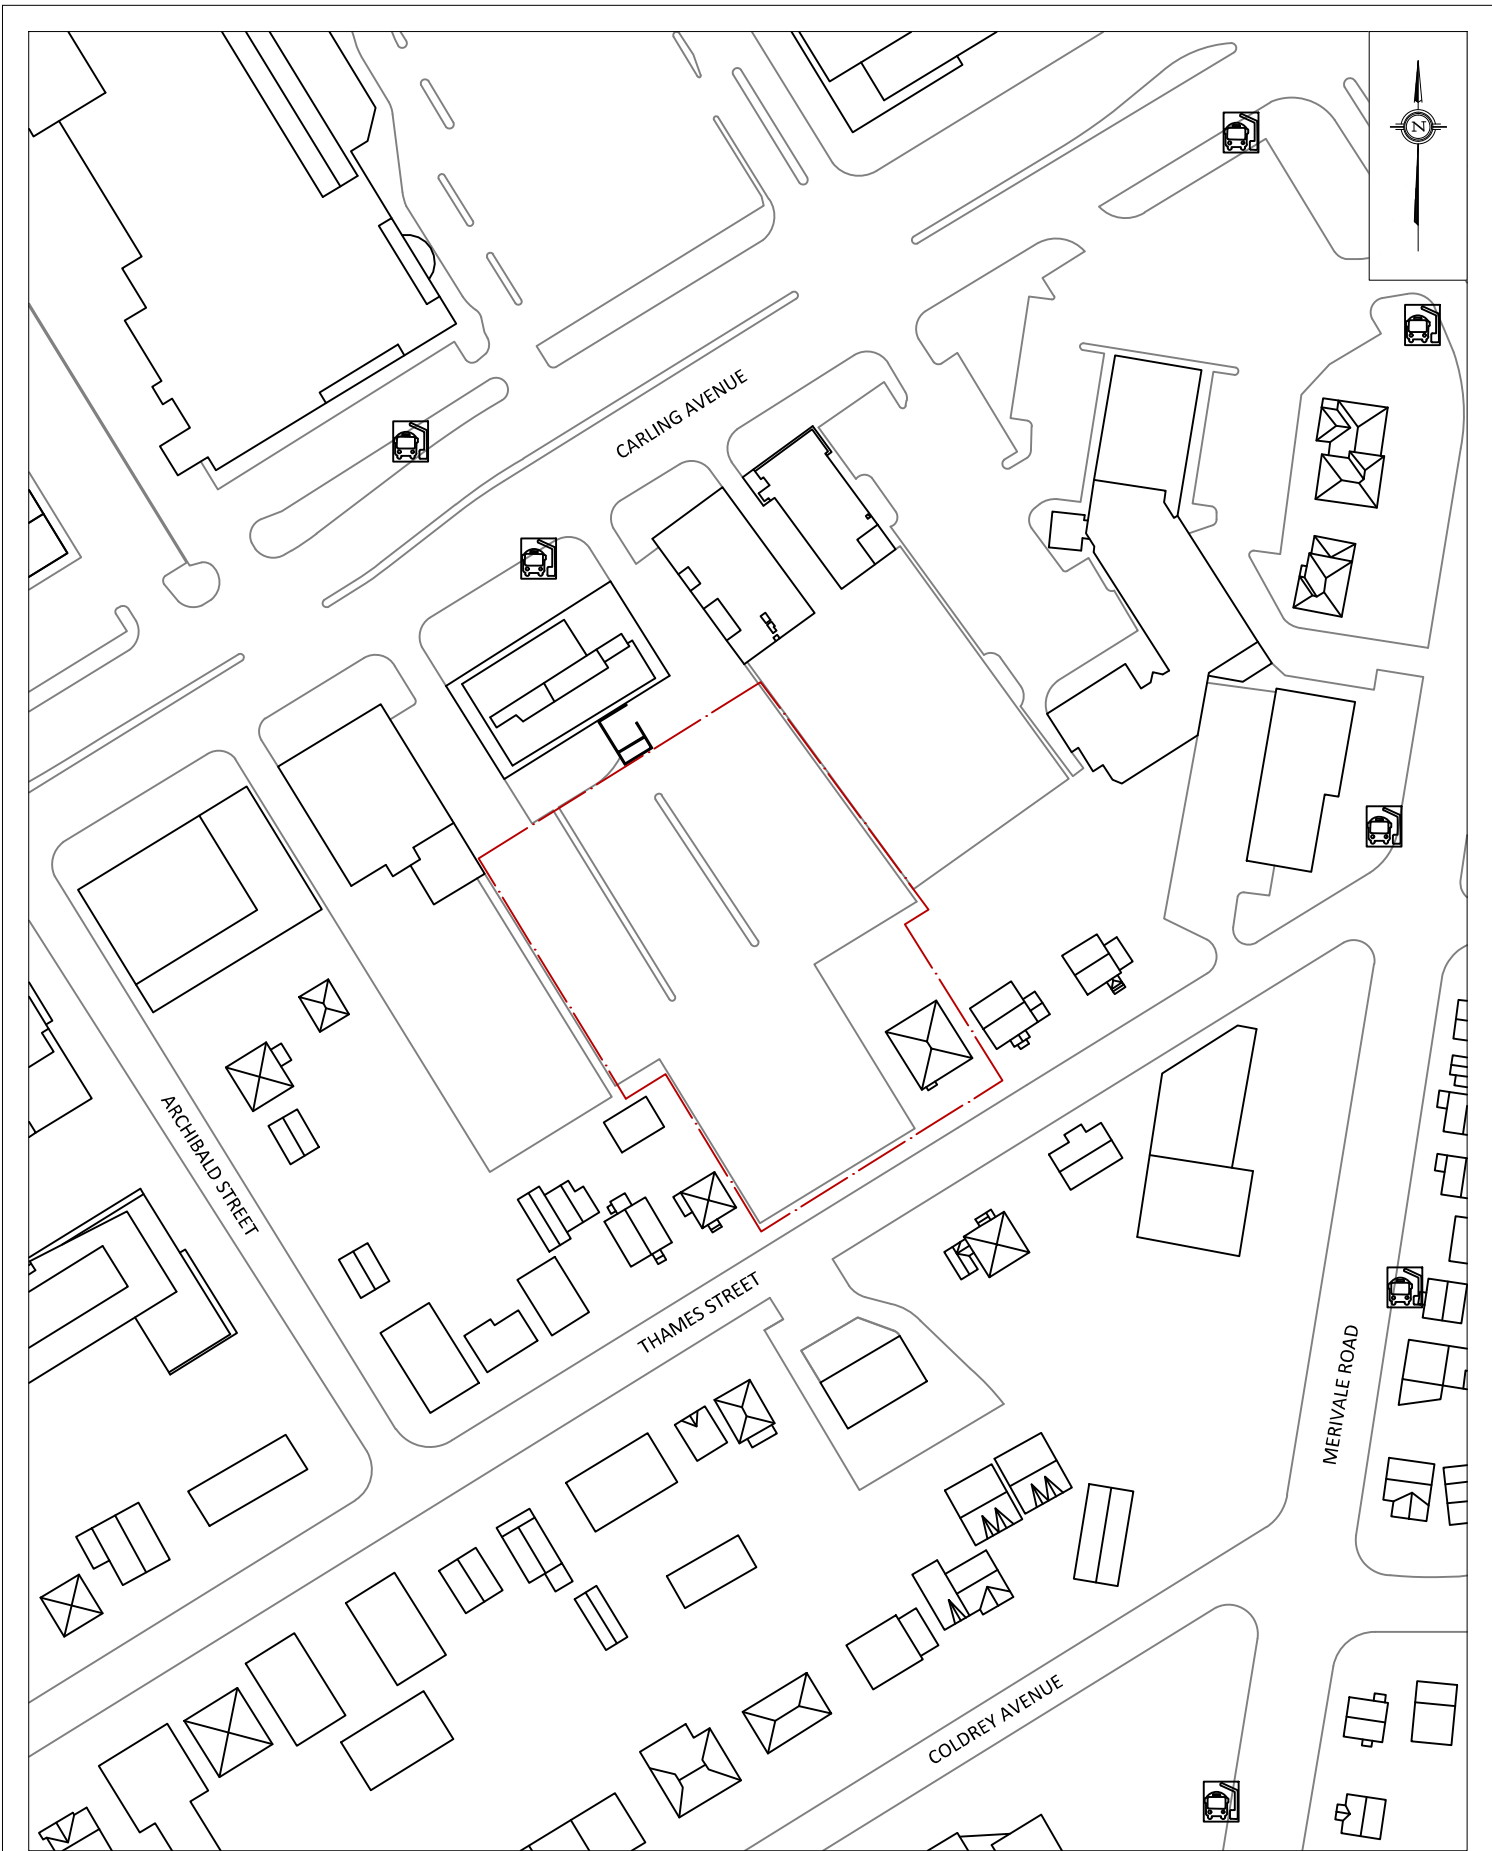 N
CARLING AVENUE
ARCHIBALD STREET
THAMES STREET
MERIVALE ROAD
COLDREY AVENUE